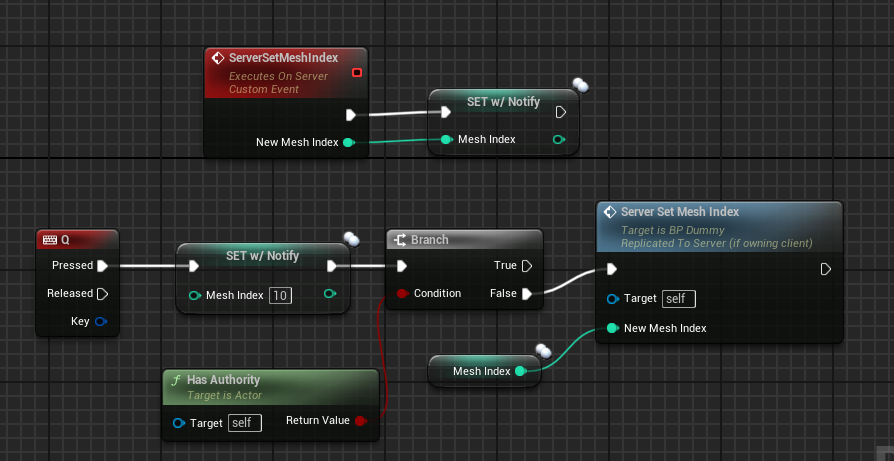 ServerSetMeshIndex
Executes On Server
Custom Event
New Mesh Index
SET w/ Notify
Mesh Index
Q
Pressed
Released
Key
SET w/ Notify
Mesh Index 10
Branch
True
Condition
False
Server Set Mesh Index
Target is BP Dummy
Replicated To Server (if owning client)
Target self
New Mesh Index
Mesh Index
Has Authority
Target is Actor
Target self
Return Value